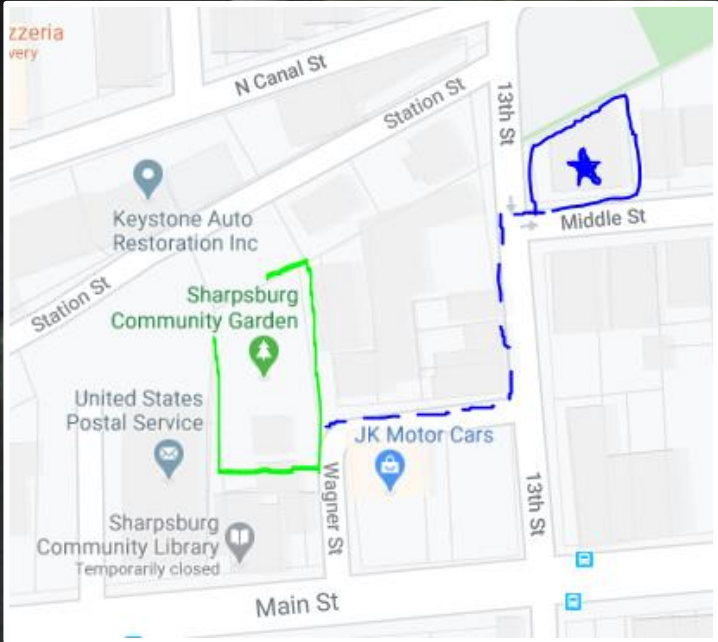 zzeria
very
N Canal St
Station St
13th St
Keystone Auto
Restoration Inc
Middle St
Station St
Sharpsburg
Community Garden
United States
Postal Service
JK Motor Cars
Wagner St
13th St
Sharpsburg
Community Library
Temporarily closed
Main St